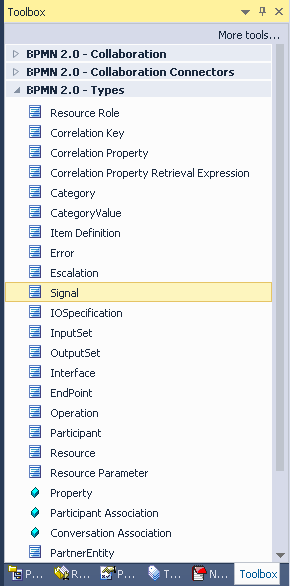 Toolbox
More tools...
BPMN 2.0 - Collaboration
BPMN 2.0 - Collaboration Connectors
BPMN 2.0 - Types
Resource Role
Correlation Key
Correlation Property
Correlation Property Retrieval Expression
Category
CategoryValue
Item Definition
Error
Escalation
Signal
IOSpecification
InputSet
OutputSet
Interface
EndPoint
Operation
Participant
Resource
Resource Parameter
Property
Participant Association
Conversation Association
PartnerEntity
P... R... P... T... N... Toolbox